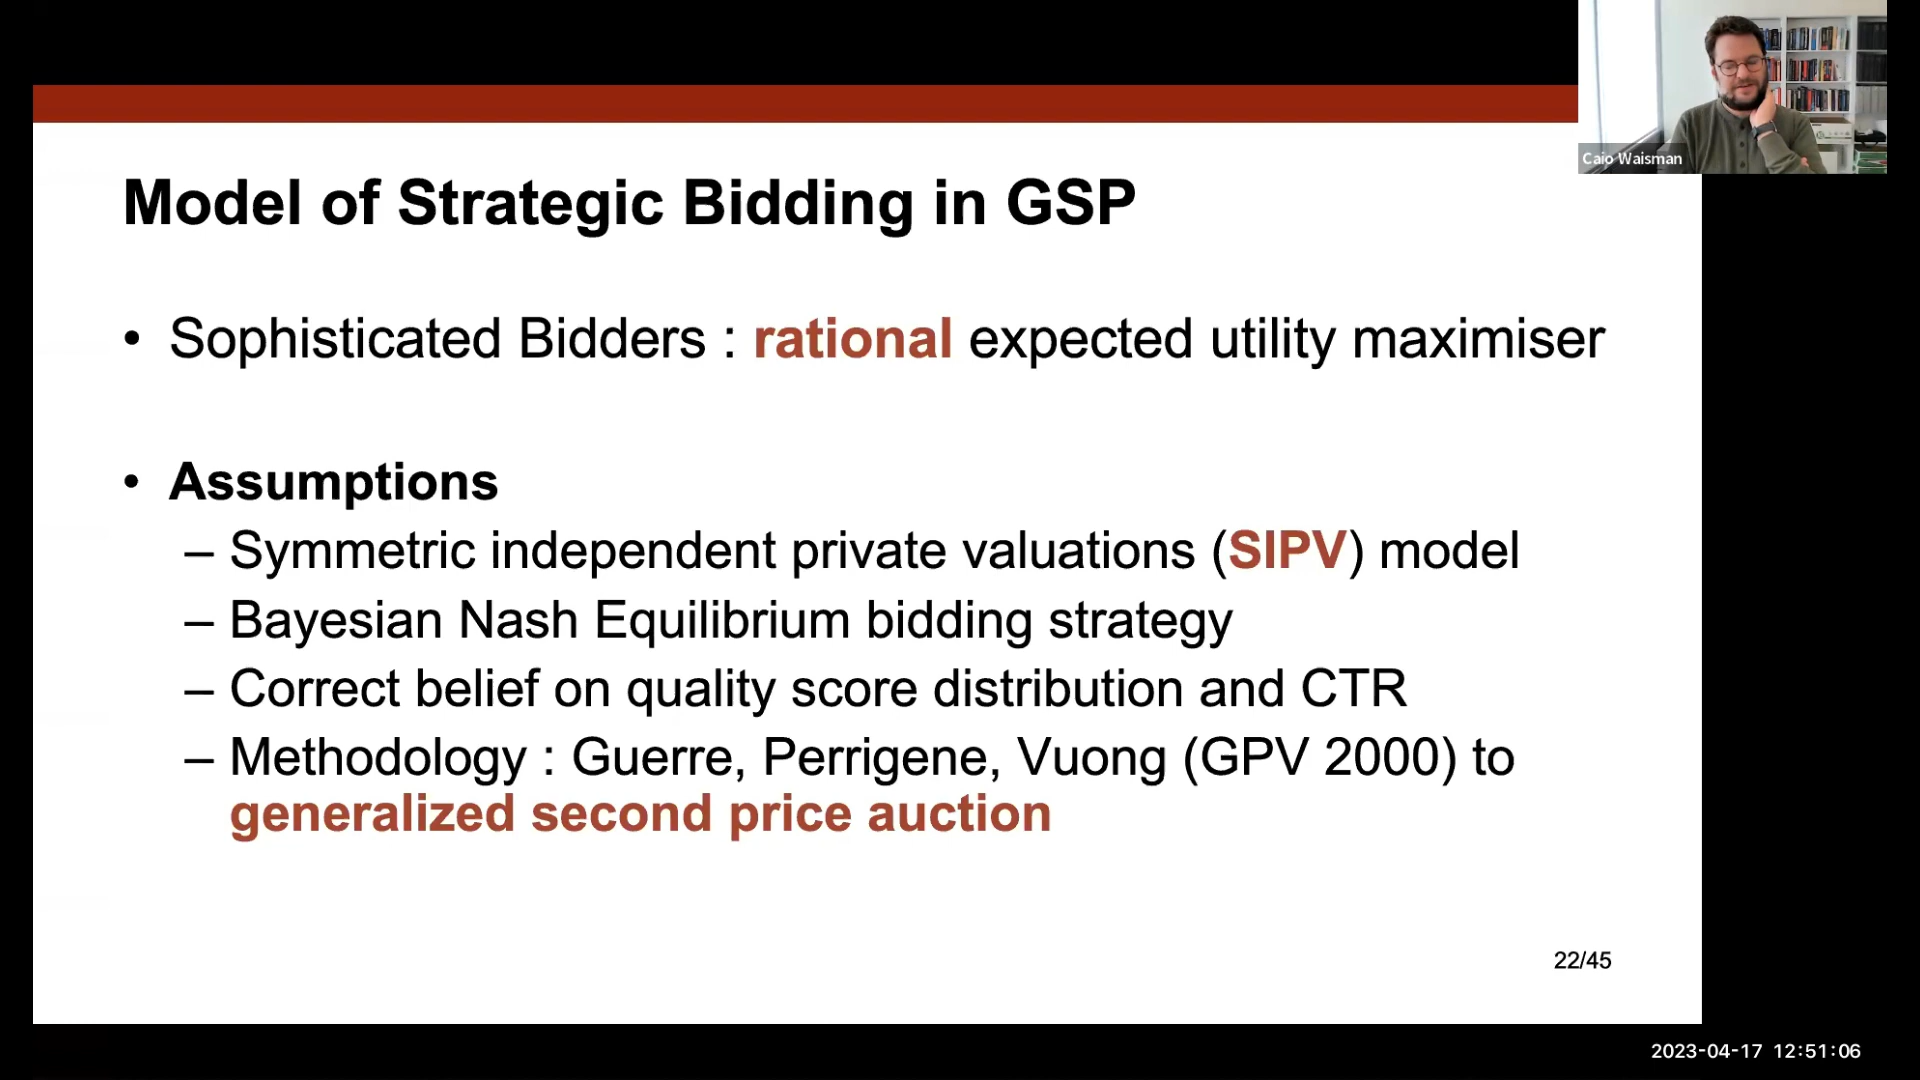 Caio Waisman
Model of Strategic Bidding in GSP
• Sophisticated Bidders : rational expected utility maximiser
• Assumptions
– Symmetric independent private valuations (SIPV) model
– Bayesian Nash Equilibrium bidding strategy
– Correct belief on quality score distribution and CTR
– Methodology : Guerre, Perrigene, Vuong (GPV 2000) to
generalized second price auction
22/45
2023-04-17 12:51:06